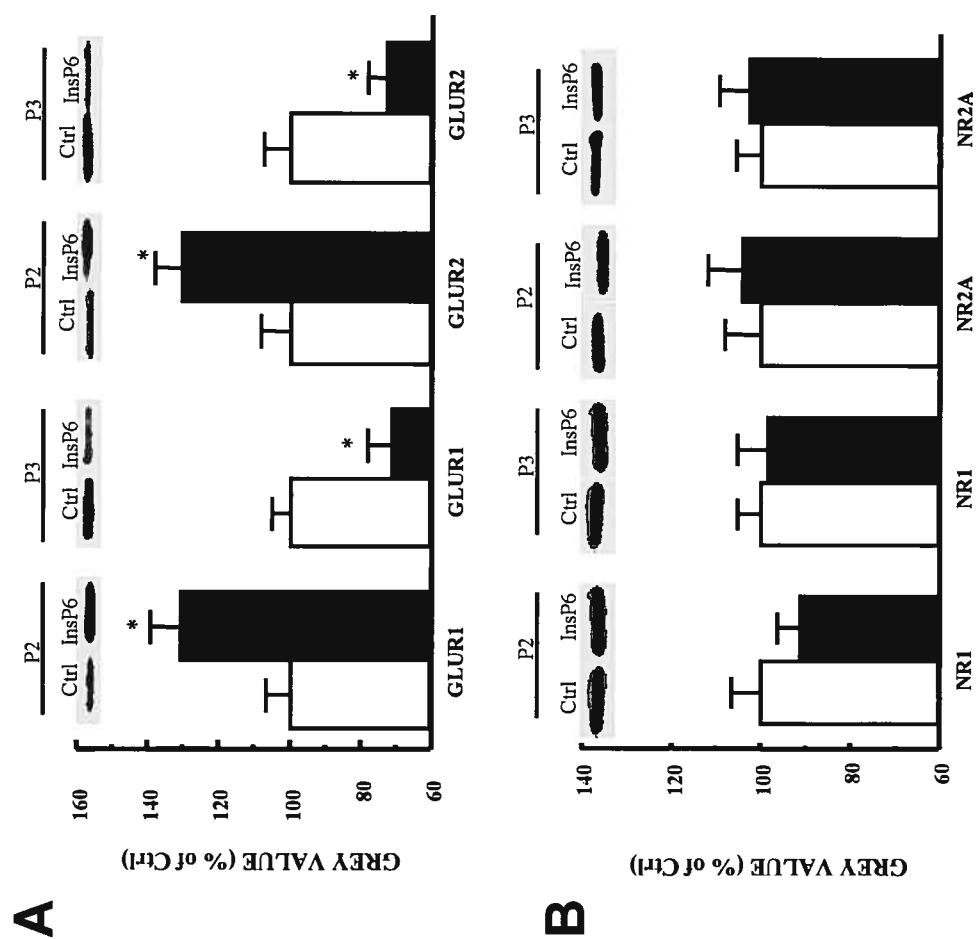 A
P2
P3
P2
P3
Ctrl InsP6
Ctrl InsP6
Ctrl InsP6
Ctrl InsP6
GREY VALUE (% of Ctrl)
160
140
120
100
80
60
*
*
*
*
GLUR1
GLUR1
GLUR2
GLUR2
B
P2
P3
P2
P3
Ctrl InsP6
Ctrl InsP6
Ctrl InsP6
Ctrl InsP6
GREY VALUE (% of Ctrl)
140
120
100
80
60
NR1
NR1
NR2A
NR2A